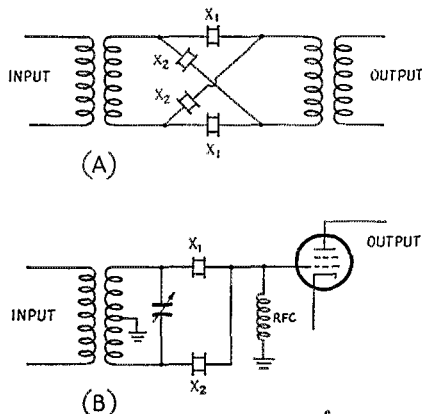 X₁
INPUT
X₂
X₂
OUTPUT
X₁
(A)
X₁
OUTPUT
INPUT
RFC
X₂
(B)